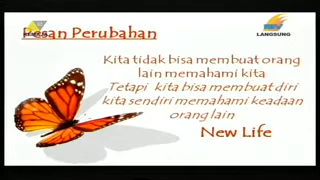 Pesan Perubahan
LANGSUNG
Kita tidak bisa membuat orang
lain memahami kita
Tetapi kita bisa membuat diri
kita sendiri memahami keadaan
orang lain
New Life